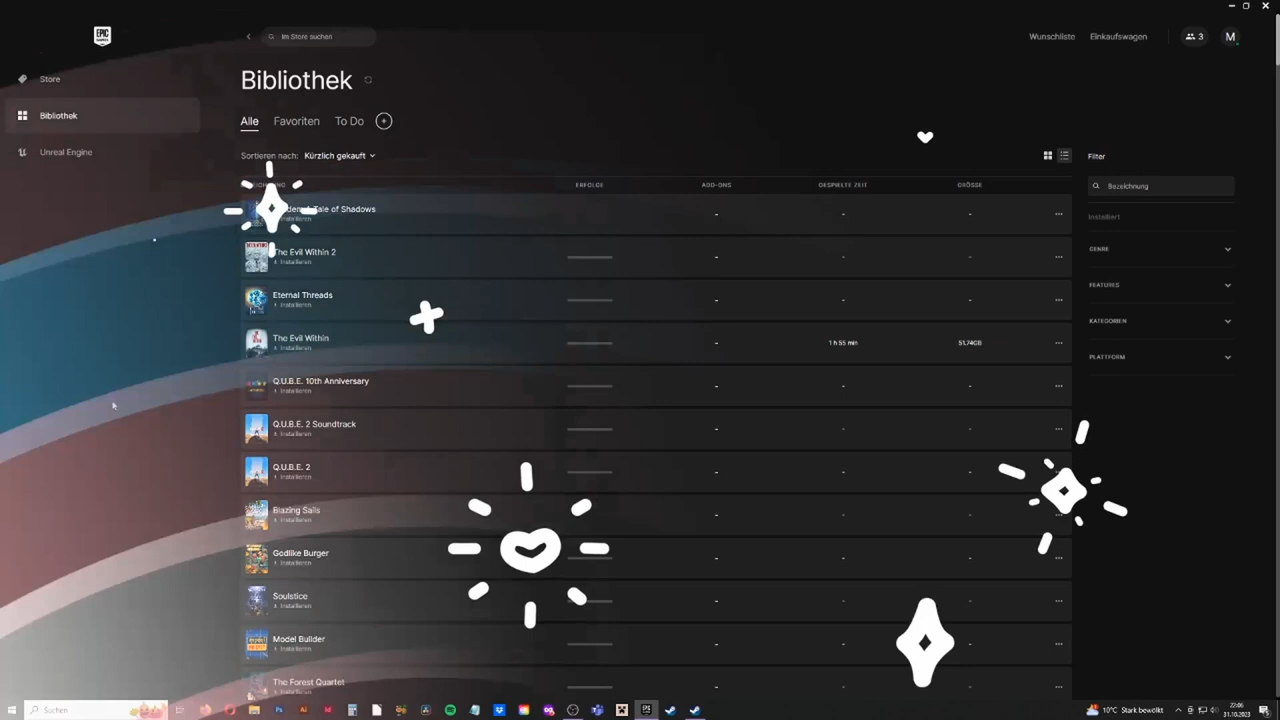 EPIC GAMES
Im Store suchen
Wunschliste
Einkaufswagen
3
M
Store
Bibliothek
Unreal Engine
Bibliothek
Alle
Favoriten
To Do
Sortieren nach: Kürzlich gekauft
Filter
Bezeichnung
Installiert
GENRE
FEATURES
KATEGORIEN
PLATTFORM
ERFOLGE
ADD-ONS
GESPIELTE ZEIT
GRÖSSE
Tale of Shadows
Installieren
The Evil Within 2
Installieren
Eternal Threads
Installieren
The Evil Within
Installieren
1 h 55 min
51.74GB
Q.U.B.E. 10th Anniversary
Installieren
Q.U.B.E. 2 Soundtrack
Installieren
Q.U.B.E. 2
Installieren
Blazing Sails
Installieren
Godlike Burger
Installieren
Soulstice
Installieren
Model Builder
Installieren
The Forest Quartet
Installieren
Suchen
10°C Stark bewölkt
22:06
31.10.2023